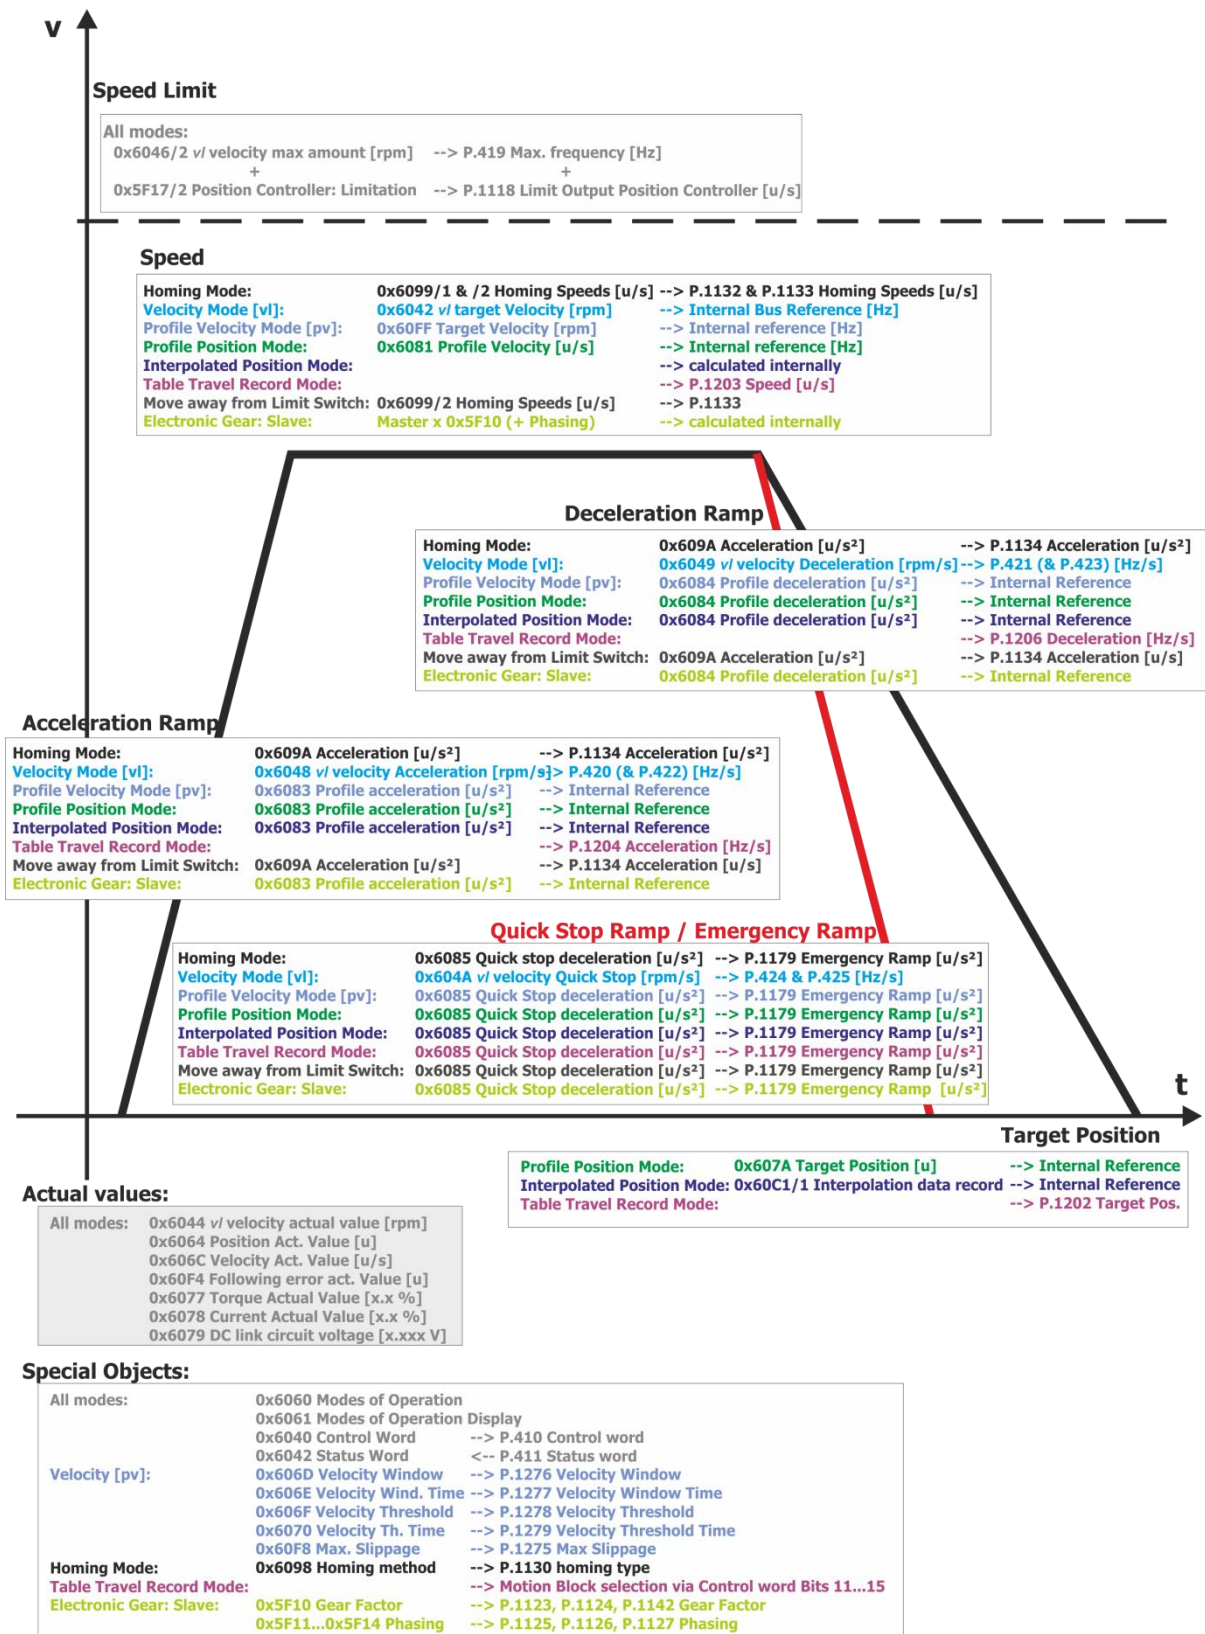 v
Speed Limit
All modes:
0x6046/2 vl velocity max amount [rpm] --> P.419 Max. frequency [Hz]
+ +
0x5F17/2 Position Controller: Limitation --> P.1118 Limit Output Position Controller [u/s]
Speed
Homing Mode: 0x6099/1 & /2 Homing Speeds [u/s] --> P.1132 & P.1133 Homing Speeds [u/s]
Velocity Mode [vl]: 0x6042 vl target Velocity [rpm] --> Internal Bus Reference [Hz]
Profile Velocity Mode [pv]: 0x60FF Target Velocity [rpm] --> Internal reference [Hz]
Profile Position Mode: 0x6081 Profile Velocity [u/s] --> Internal reference [Hz]
Interpolated Position Mode: --> calculated internally
Table Travel Record Mode: --> P.1203 Speed [u/s]
Move away from Limit Switch: 0x6099/2 Homing Speeds [u/s] --> P.1133
Electronic Gear: Slave: Master x 0x5F10 (+ Phasing) --> calculated internally
Deceleration Ramp
Homing Mode: 0x609A Acceleration [u/s²] --> P.1134 Acceleration [u/s²]
Velocity Mode [vl]: 0x6049 vl velocity Deceleration [rpm/s] --> P.421 (& P.423) [Hz/s]
Profile Velocity Mode [pv]: 0x6084 Profile deceleration [u/s²] --> Internal Reference
Profile Position Mode: 0x6084 Profile deceleration [u/s²] --> Internal Reference
Interpolated Position Mode: 0x6084 Profile deceleration [u/s²] --> Internal Reference
Table Travel Record Mode: --> P.1206 Deceleration [Hz/s]
Move away from Limit Switch: 0x609A Acceleration [u/s²] --> P.1134 Acceleration [u/s]
Electronic Gear: Slave: 0x6084 Profile deceleration [u/s²] --> Internal Reference
Acceleration Ramp
Homing Mode: 0x609A Acceleration [u/s²] --> P.1134 Acceleration [u/s²]
Velocity Mode [vl]: 0x6048 vl velocity Acceleration [rpm/s]--> P.420 (& P.422) [Hz/s]
Profile Velocity Mode [pv]: 0x6083 Profile acceleration [u/s²] --> Internal Reference
Profile Position Mode: 0x6083 Profile acceleration [u/s²] --> Internal Reference
Interpolated Position Mode: 0x6083 Profile acceleration [u/s²] --> Internal Reference
Table Travel Record Mode: --> P.1204 Acceleration [Hz/s]
Move away from Limit Switch: 0x609A Acceleration [u/s²] --> P.1134 Acceleration [u/s]
Electronic Gear: Slave: 0x6083 Profile acceleration [u/s²] --> Internal Reference
Quick Stop Ramp / Emergency Ramp
Homing Mode: 0x6085 Quick stop deceleration [u/s²] --> P.1179 Emergency Ramp [u/s²]
Velocity Mode [vl]: 0x604A vl velocity Quick Stop [rpm/s] --> P.424 & P.425 [Hz/s]
Profile Velocity Mode [pv]: 0x6085 Quick Stop deceleration [u/s²] --> P.1179 Emergency Ramp [u/s²]
Profile Position Mode: 0x6085 Quick Stop deceleration [u/s²] --> P.1179 Emergency Ramp [u/s²]
Interpolated Position Mode: 0x6085 Quick Stop deceleration [u/s²] --> P.1179 Emergency Ramp [u/s²]
Table Travel Record Mode: 0x6085 Quick Stop deceleration [u/s²] --> P.1179 Emergency Ramp [u/s²]
Move away from Limit Switch: 0x6085 Quick Stop deceleration [u/s²] --> P.1179 Emergency Ramp [u/s²]
Electronic Gear: Slave: 0x6085 Quick Stop deceleration [u/s²] --> P.1179 Emergency Ramp [u/s²]
t
Target Position
Profile Position Mode: 0x607A Target Position [u] --> Internal Reference
Interpolated Position Mode: 0x60C1/1 Interpolation data record --> Internal Reference
Table Travel Record Mode: --> P.1202 Target Pos.
Actual values:
All modes: 0x6044 vl velocity actual value [rpm]
0x6064 Position Act. Value [u]
0x606C Velocity Act. Value [u/s]
0x60F4 Following error act. Value [u]
0x6077 Torque Actual Value [x.x %]
0x6078 Current Actual Value [x.x %]
0x6079 DC link circuit voltage [x.xxx V]
Special Objects:
All modes: 0x6060 Modes of Operation
0x6061 Modes of Operation Display
0x6040 Control Word --> P.410 Control word
0x6042 Status Word <-- P.411 Status word
Velocity [pv]: 0x606D Velocity Window --> P.1276 Velocity Window
0x606E Velocity Wind. Time --> P.1277 Velocity Window Time
0x606F Velocity Threshold --> P.1278 Velocity Threshold
0x6070 Velocity Th. Time --> P.1279 Velocity Threshold Time
0x60F8 Max. Slippage --> P.1275 Max Slippage
Homing Mode: 0x6098 Homing method --> P.1130 homing type
Table Travel Record Mode: --> Motion Block selection via Control word Bits 11...15
Electronic Gear: Slave: 0x5F10 Gear Factor --> P.1123, P.1124, P.1142 Gear Factor
0x5F11...0x5F14 Phasing --> P.1125, P.1126, P.1127 Phasing